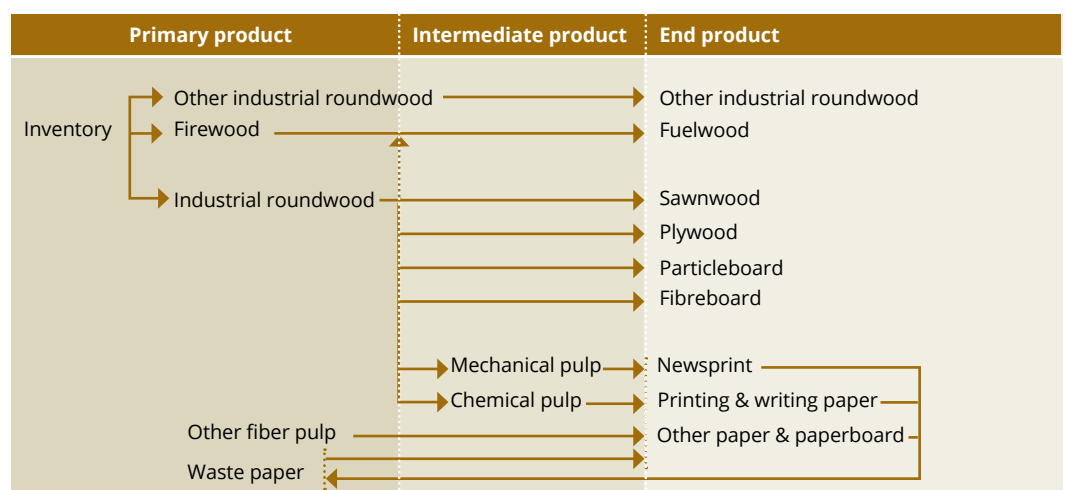 Primary product Intermediate product End product
Other industrial roundwood Other industrial roundwood
Inventory Firewood Fuelwood
Industrial roundwood Sawnwood
Plywood
Particleboard
Fibreboard
Mechanical pulp Newsprint
Chemical pulp Printing & writing paper
Other fiber pulp Other paper & paperboard
Waste paper